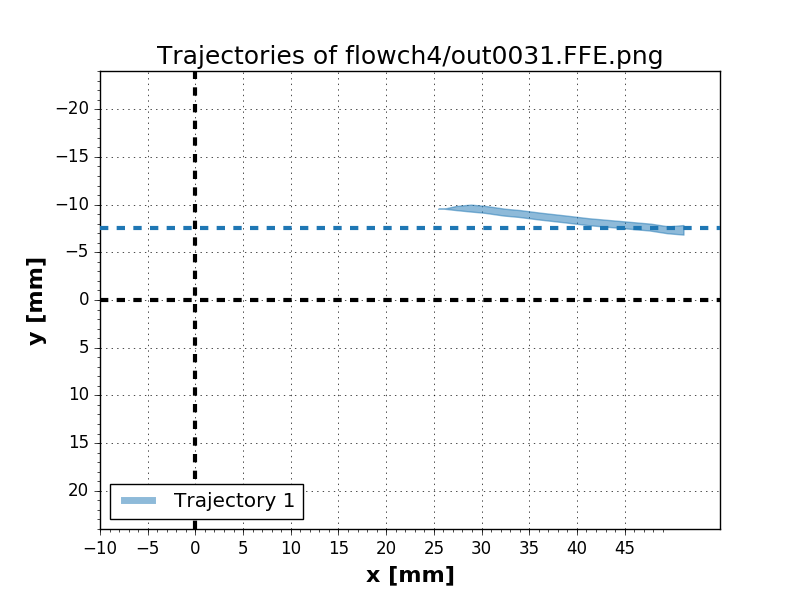 Trajectories of flowch4/out0031.FFE.png
y [mm]
−20
−15
−10
−5
0
5
10
15
20
Trajectory 1
−10 −5 0 5 10 15 20 25 30 35 40 45
x [mm]